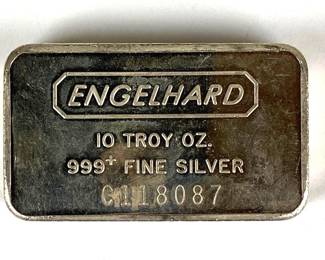 ENGELHARD
10 TROY OZ.
999+ FINE SILVER
C118087